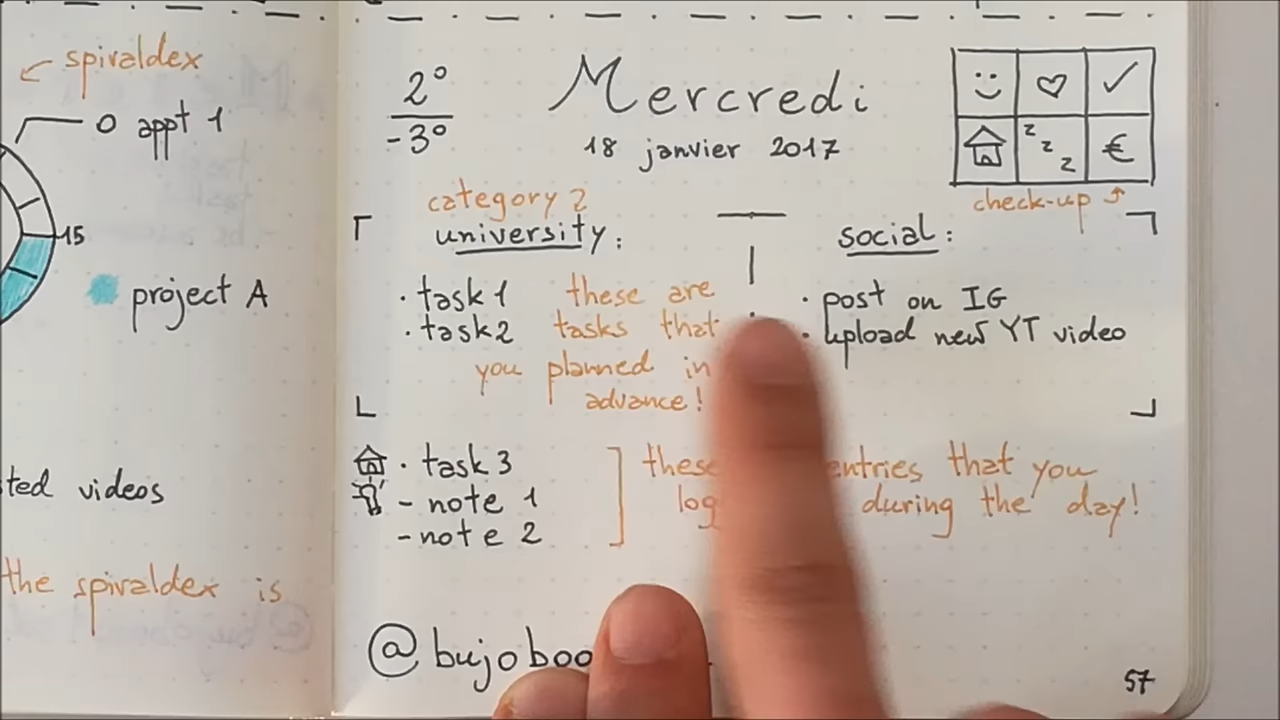 spiraldex
appt 1
15
project A
ted videos
the spiraldex is
2°
-3°
Mercredi
18 janvier 2017
€
z z z
check-up
category 2
university:
· task 1
· task 2
these are
tasks that
you planned in
advance!
social:
· post on IG
· upload new YT video
· task 3
- note 1
- note 2
these entries that you
log during the day!
@bujoboo
57